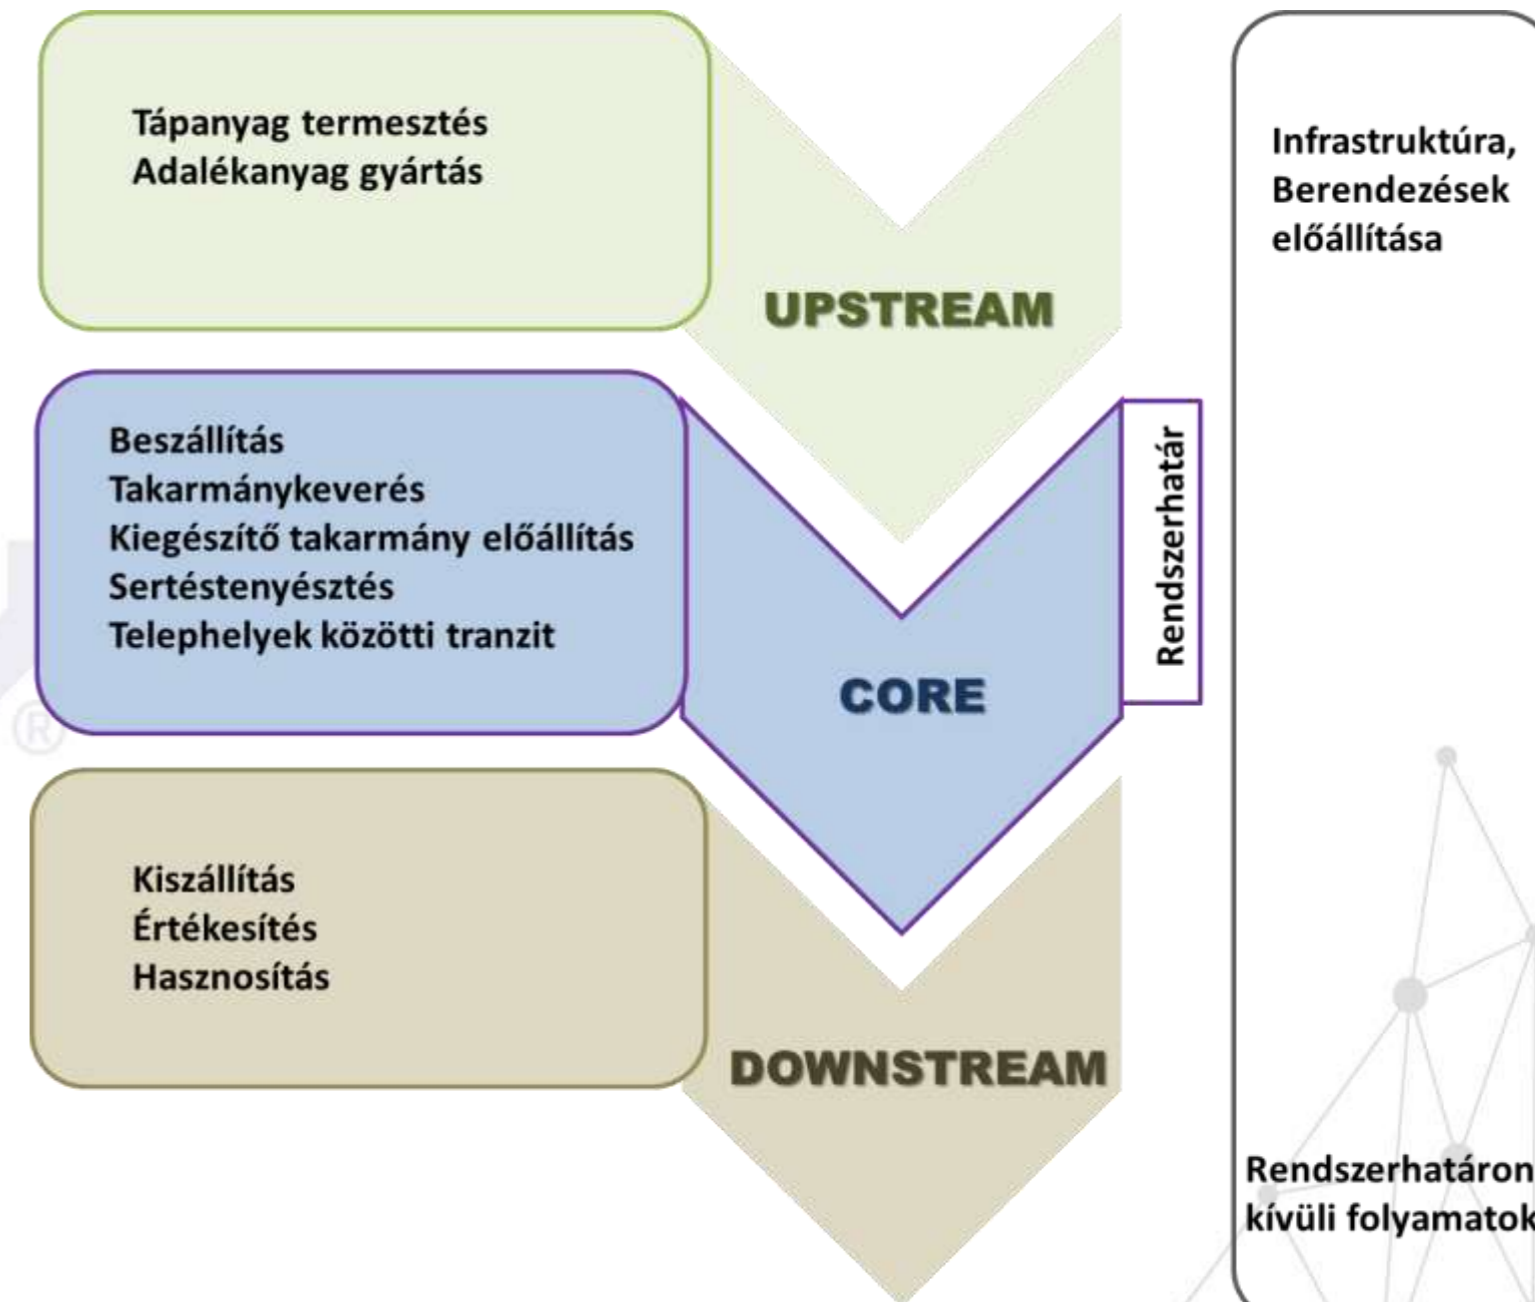 Tápanyag termesztés
Adalékanyag gyártás
UPSTREAM
Beszállítás
Takarmánykeverés
Kiegészítő takarmány előállítás
Sertéstenyésztés
Telephelyek közötti tranzit
CORE
Rendszerhatár
Kiszállítás
Értékesítés
Hasznosítás
DOWNSTREAM
Infrastruktúra,
Berendezések
előállítása
Rendszerhatáron
kívüli folyamatok
®